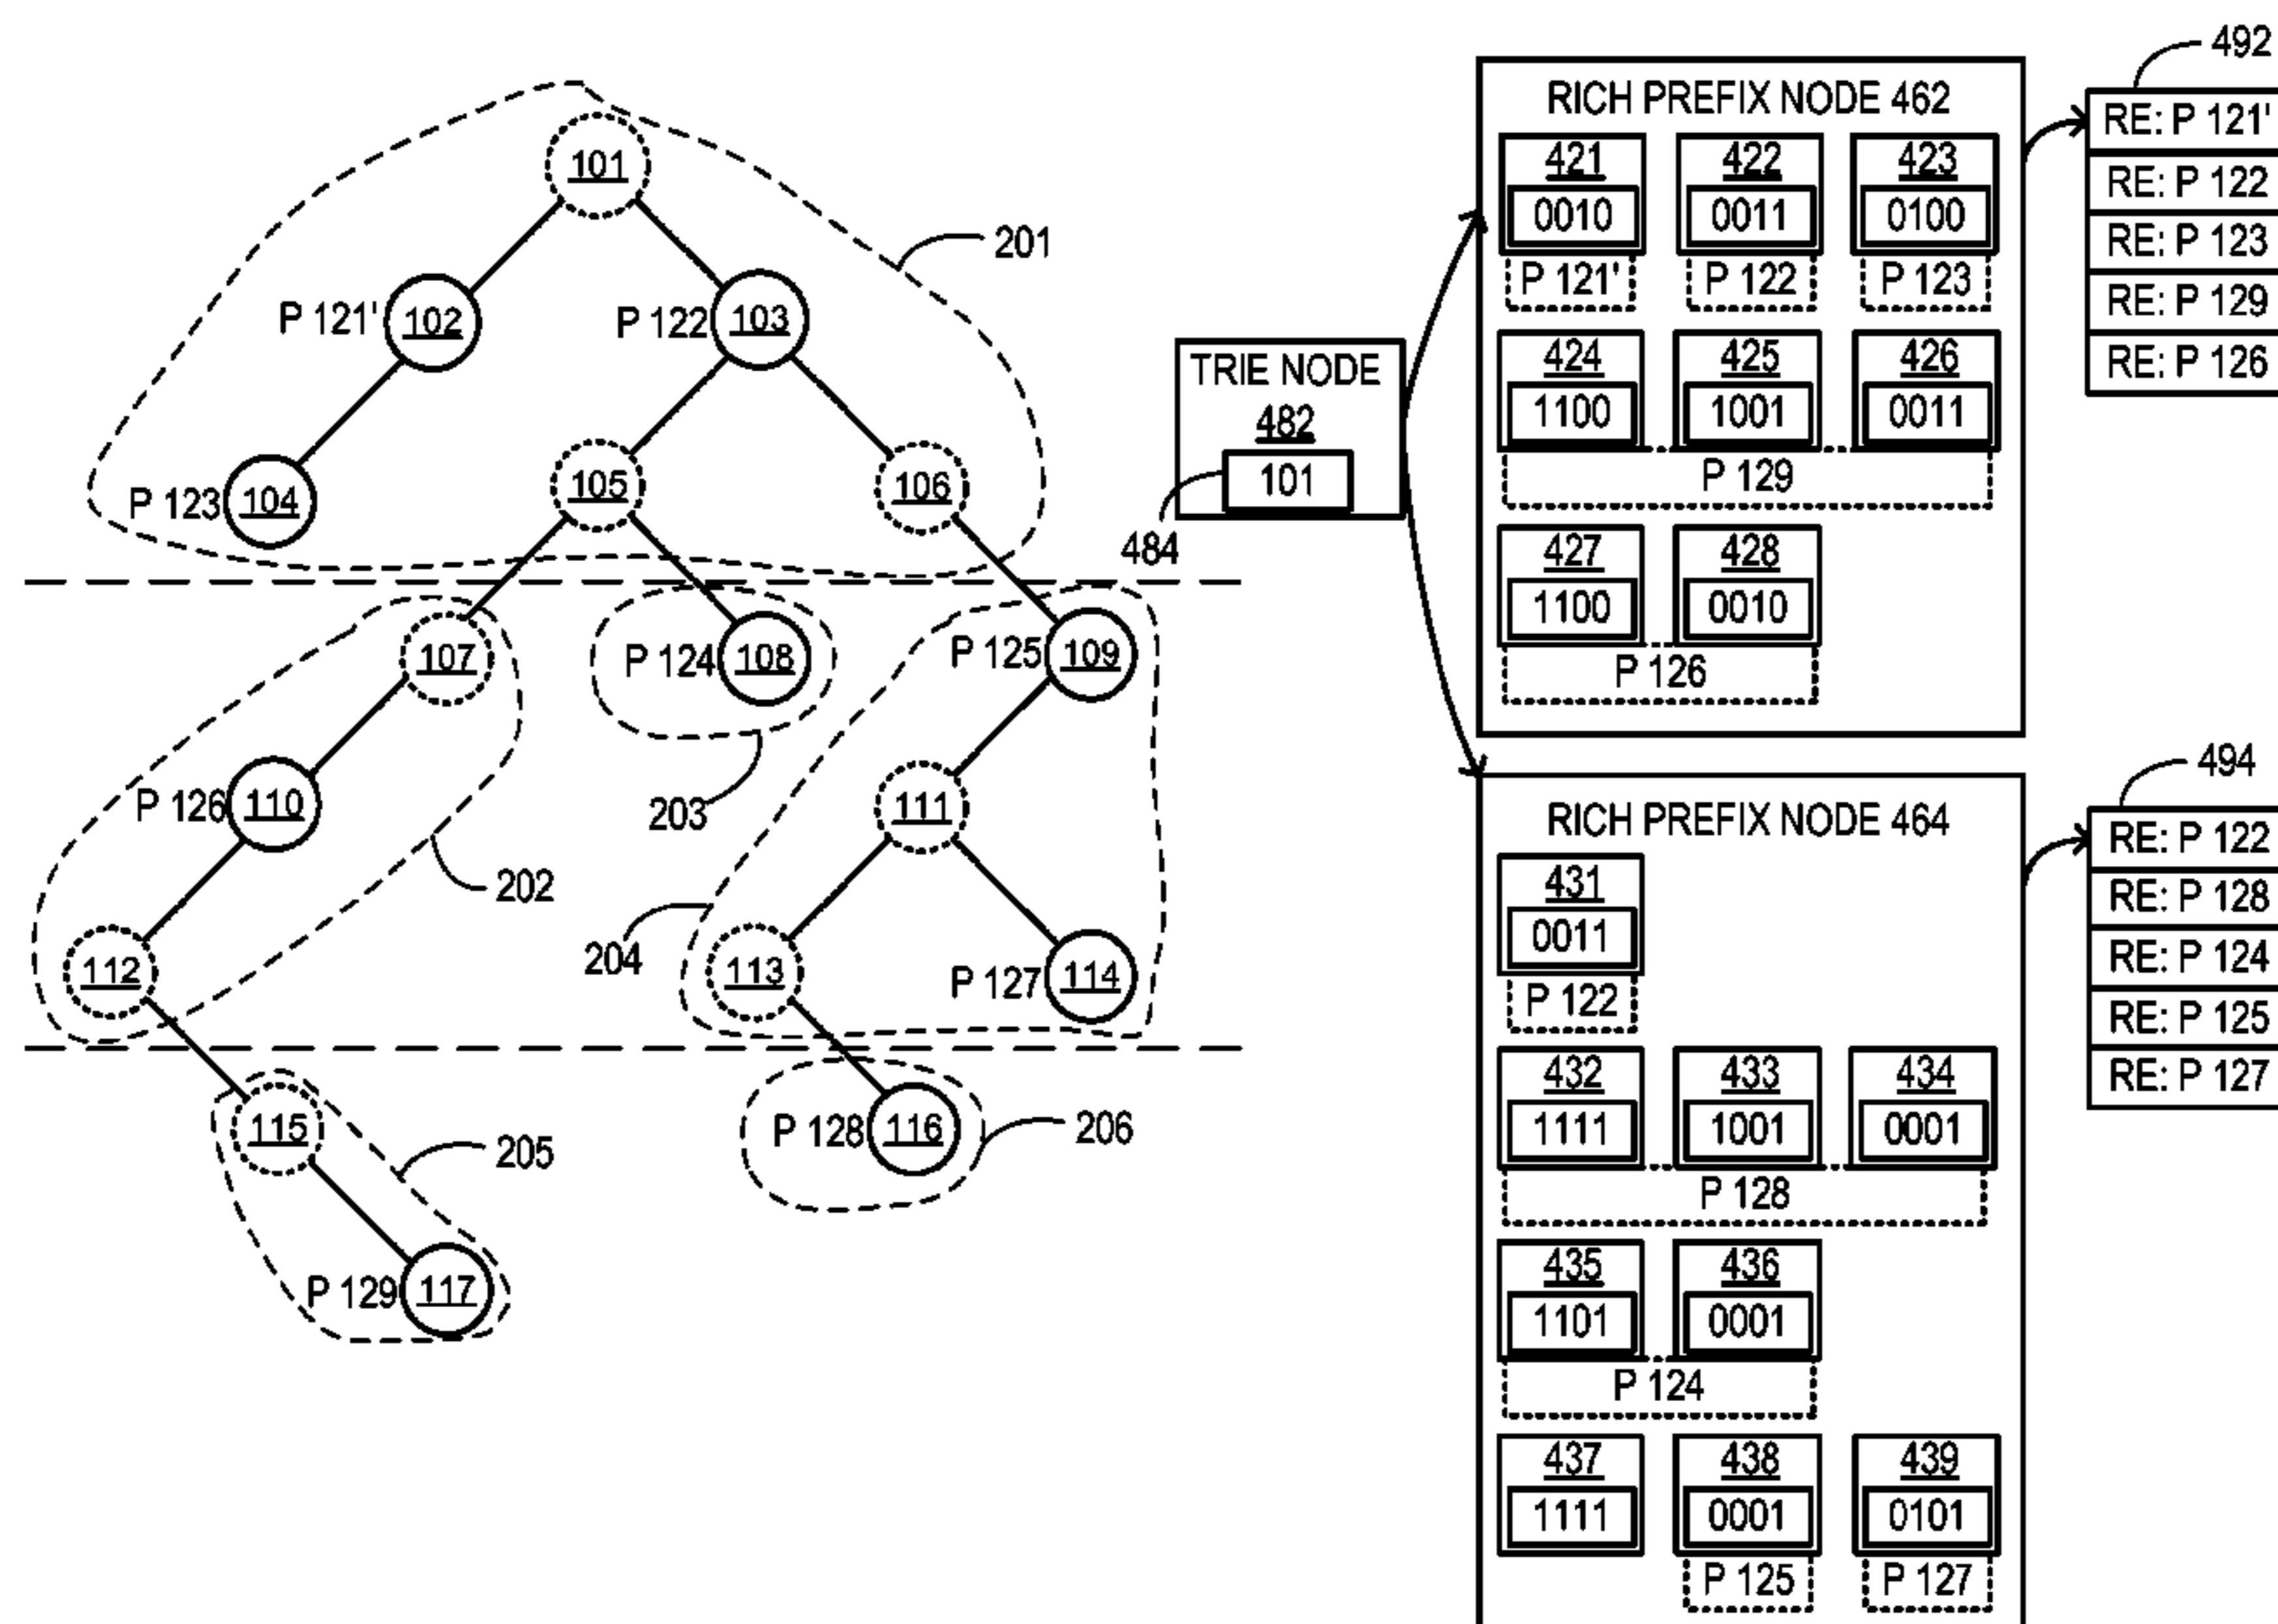 101
201
P 121' 102
P 122 103
P 123 104
105
106
107
P 124 108
P 125 109
203
P 126 110
111
202
204
112
113
P 127 114
115
P 128 116
206
205
P 129 117
TRIE NODE
482
101
484
RICH PREFIX NODE 462
421 422 423
0010 0011 0100
P 121' P 122 P 123
424 425 426
1100 1001 0011
P 129
427 428
1100 0010
P 126
492
RE: P 121'
RE: P 122
RE: P 123
RE: P 129
RE: P 126
RICH PREFIX NODE 464
431
0011
P 122
432 433 434
1111 1001 0001
P 128
435 436
1101 0001
P 124
437 438 439
1111 0001 0101
P 125 P 127
494
RE: P 122
RE: P 128
RE: P 124
RE: P 125
RE: P 127